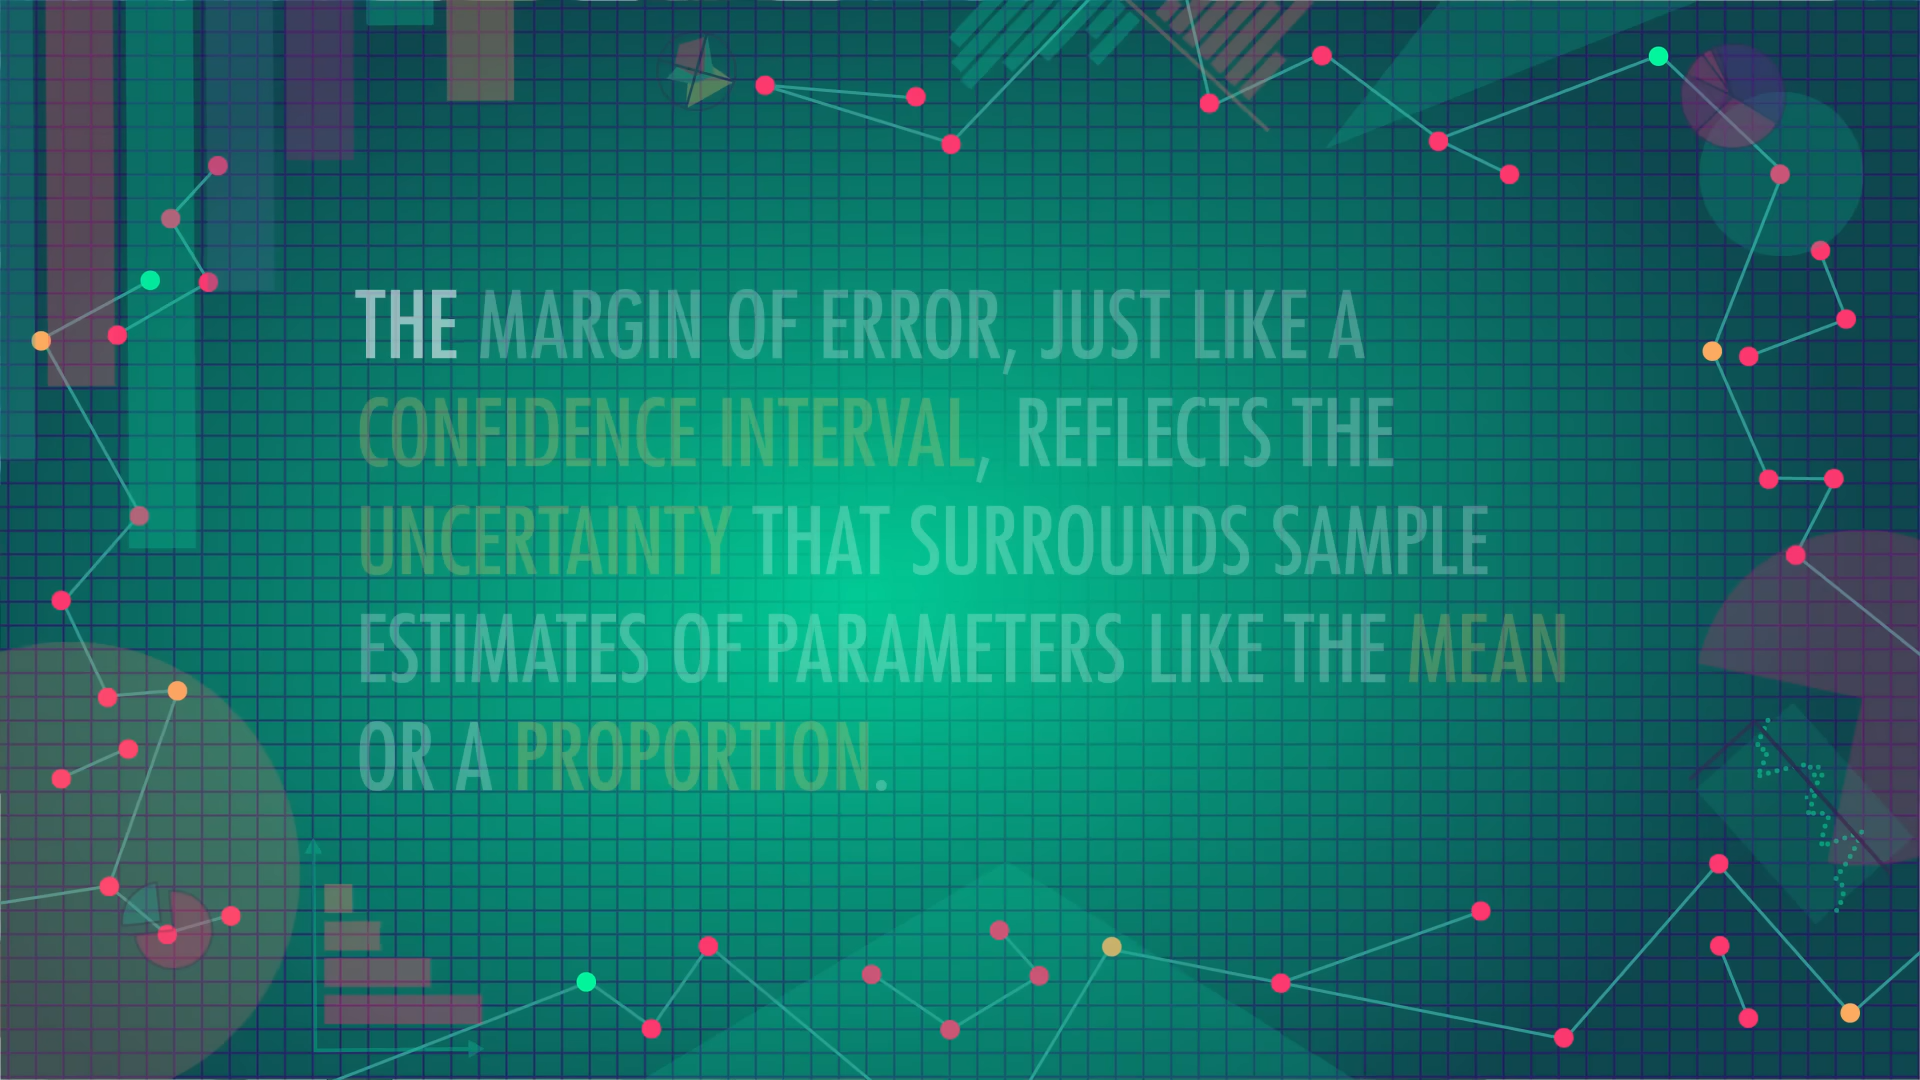 THE MARGIN OF ERROR, JUST LIKE A
CONFIDENCE INTERVAL, REFLECTS THE
UNCERTAINTY THAT SURROUNDS SAMPLE
ESTIMATES OF PARAMETERS LIKE THE MEAN
OR A PROPORTION.